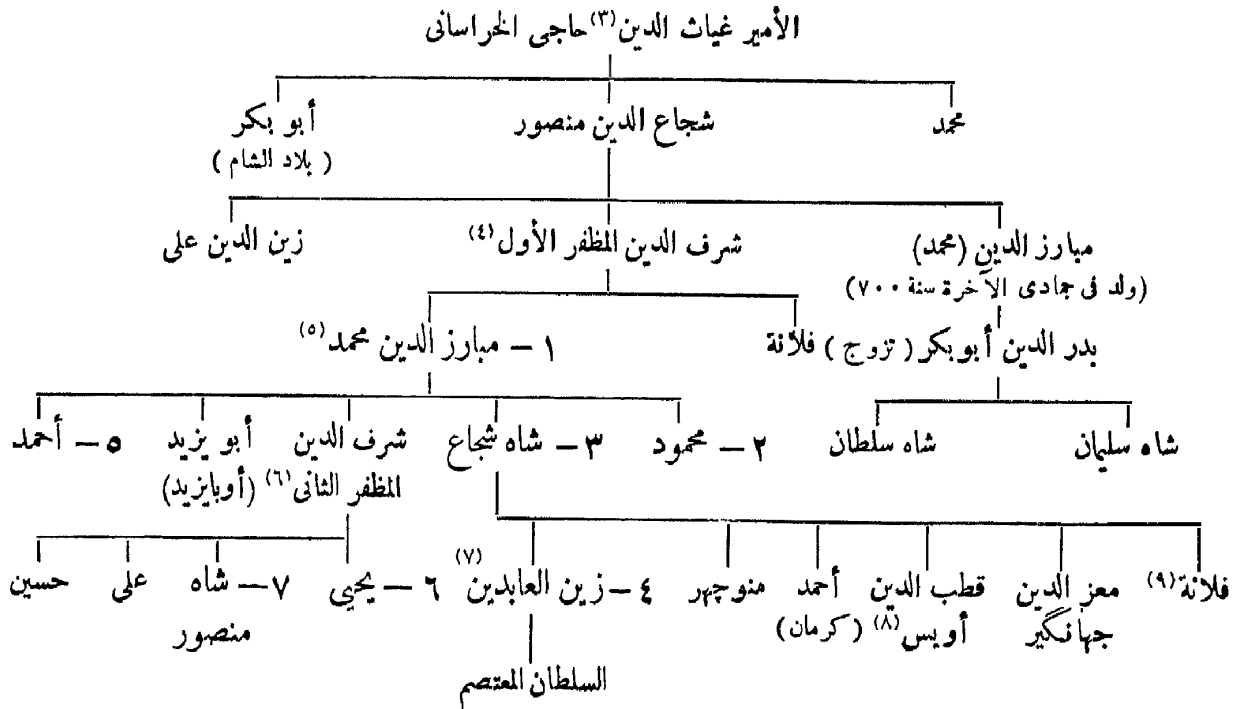 الأمير غياث الدين (٣) حاجى الخراسانى
محمد شجاع الدين منصور أبو بكر
( بلاد الشام )
مبارز الدين (محمد) شرف الدين المظفر الأول (٤) زين الدين على
(ولد فى جمادى الآخرة سنة ٧٠٠)
بدر الدين أبو بكر ( تزوج ) فلانة ١ – مبارز الدين محمد (٥)
شاه سليمان شاه سلطان ٢ – محمود ٣ – شاه شجاع شرف الدين أبو يزيد ٥ – أحمد
المظفر الثانى (٦) (أو بايزيد)
فلانة (٩) معز الدين قطب الدين أحمد منوچهر ٤ – زين العابدين (٧) ٦ – يحيى ٧ – شاه على حسين
جهانگير أويس (٨) (كرمان) منصور
السلطان المعتصم